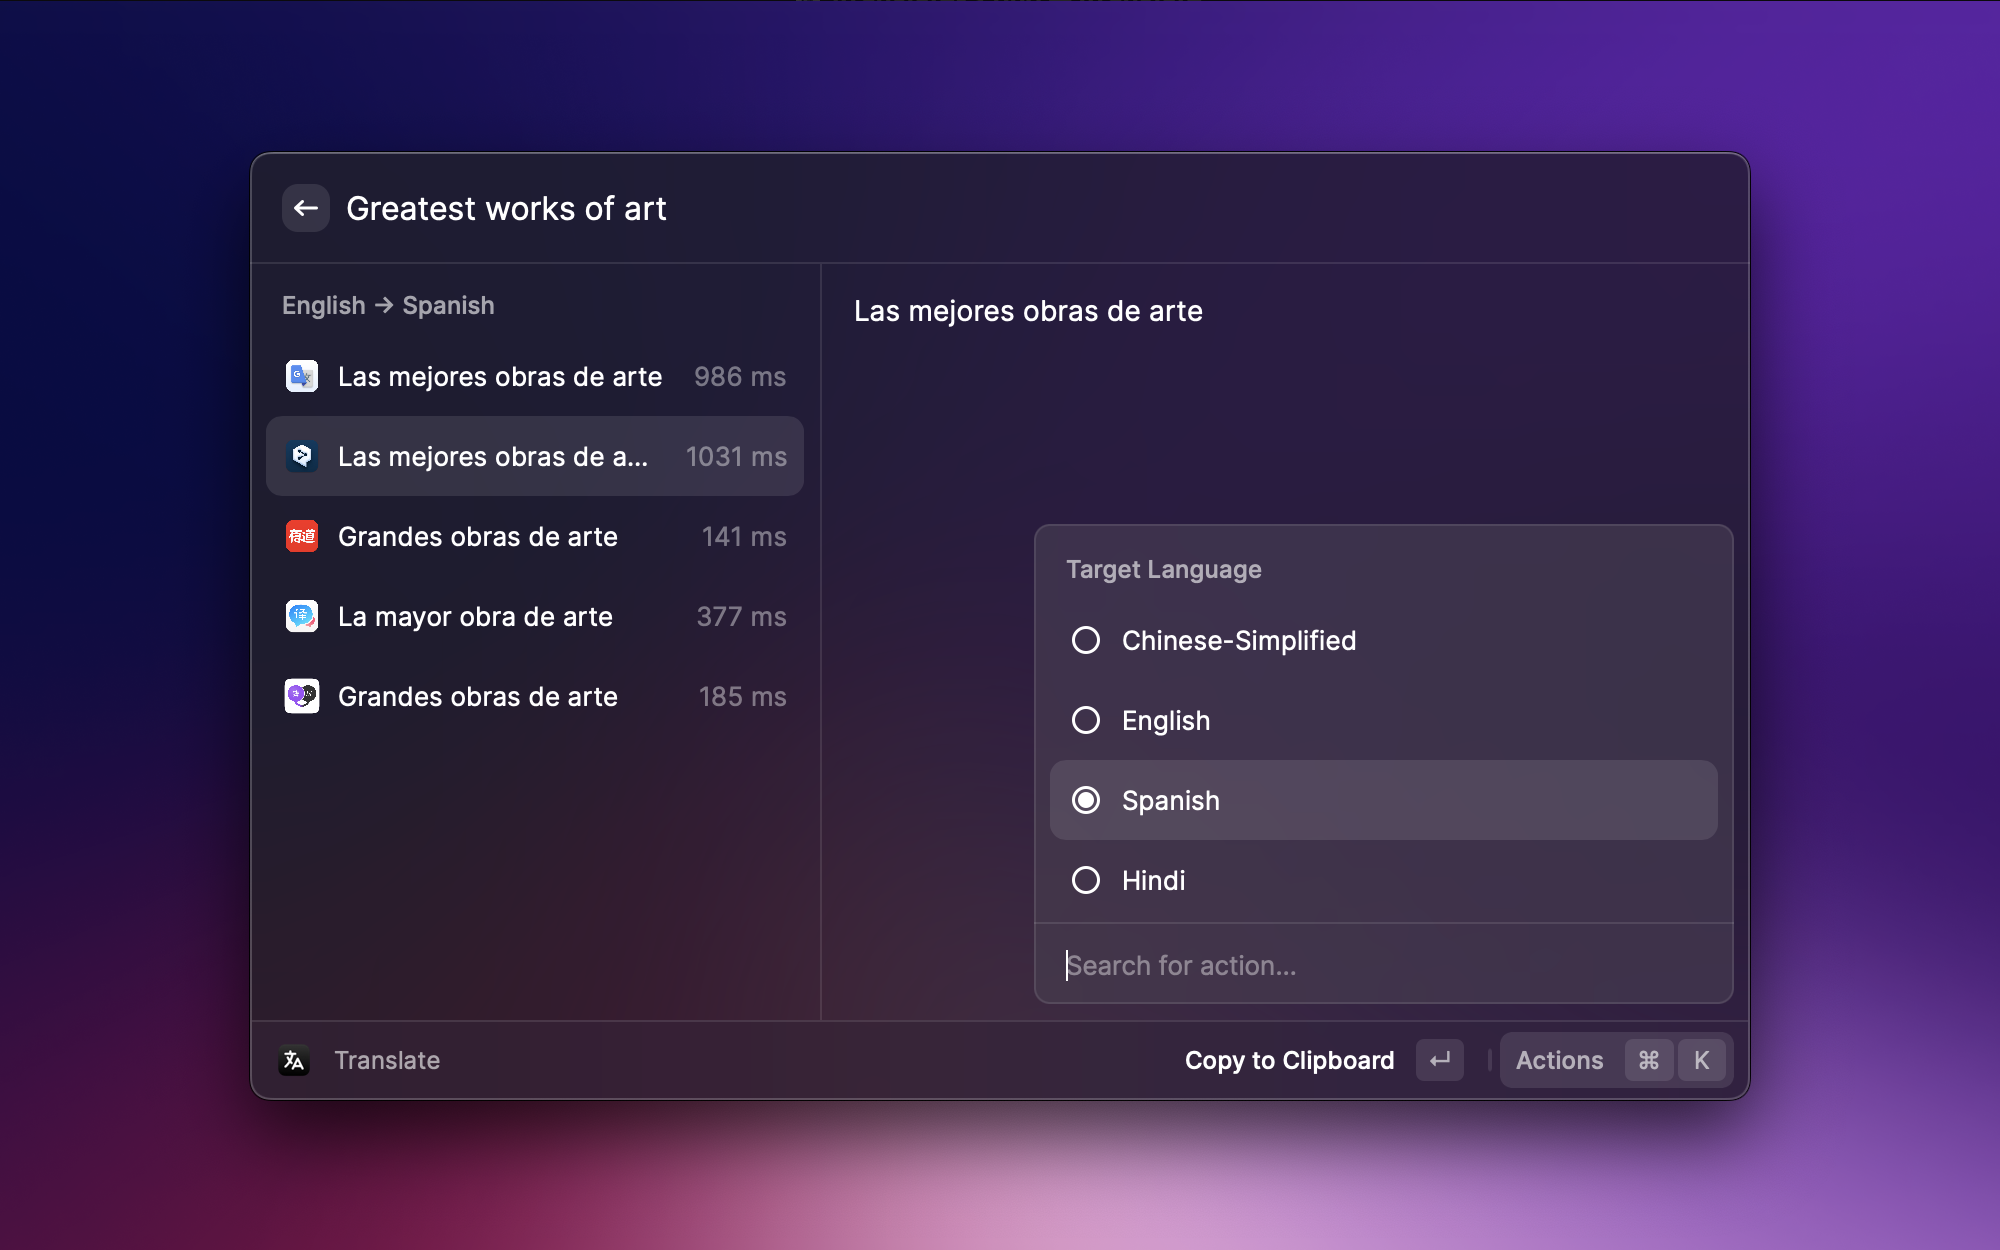 Greatest works of art
English → Spanish
Las mejores obras de arte 986 ms
Las mejores obras de a... 1031 ms
有道 Grandes obras de arte 141 ms
译 La mayor obra de arte 377 ms
Grandes obras de arte 185 ms
Las mejores obras de arte
Target Language
Chinese-Simplified
English
Spanish
Hindi
Search for action...
Translate
Copy to Clipboard ↵
Actions ⌘ K